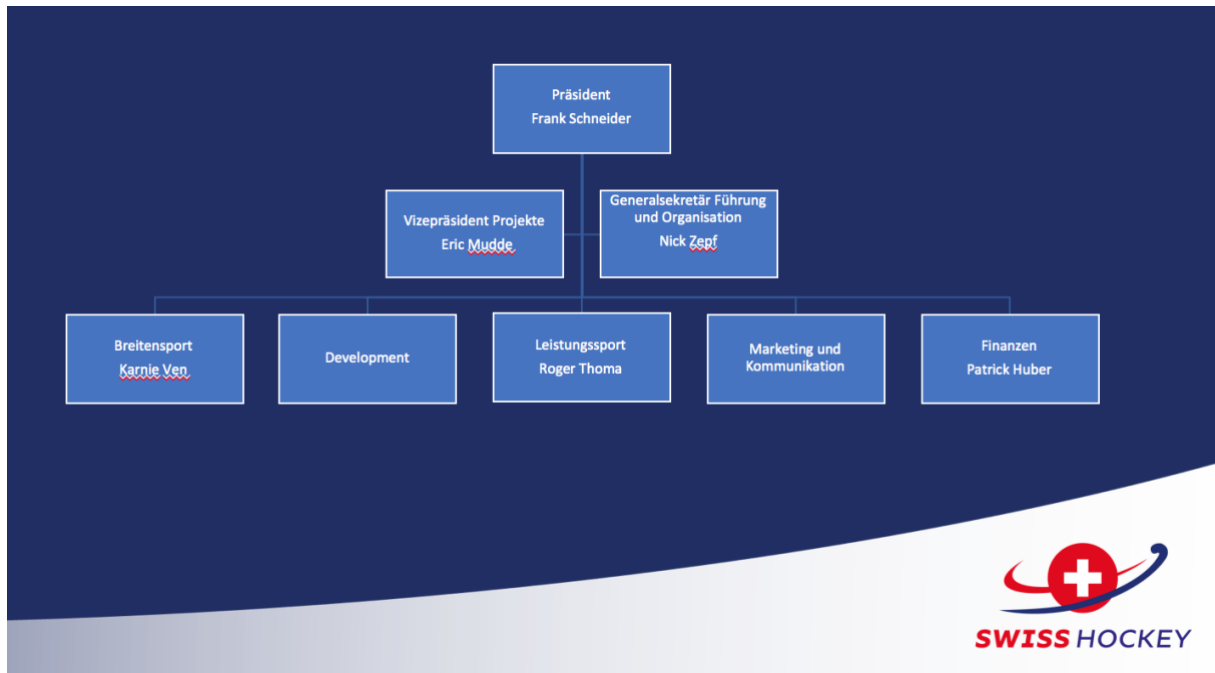 Präsident
Frank Schneider
Vizepräsident Projekte
Eric Mudde
Generalsekretär Führung
und Organisation
Nick Zepf
Breitensport
Karnie Ven
Development
Leistungssport
Roger Thoma
Marketing und
Kommunikation
Finanzen
Patrick Huber
SWISS HOCKEY